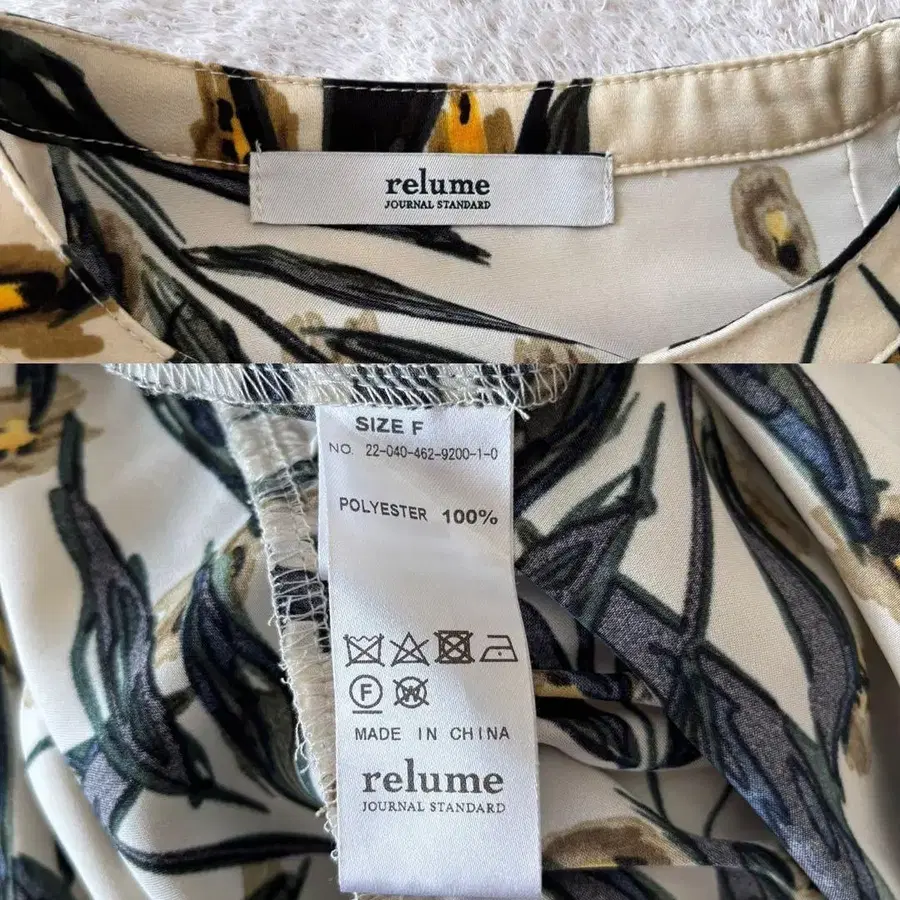 relume
JOURNAL STANDARD
SIZE F
NO. 22-040-462-9200-1-0
POLYESTER 100%
F W
MADE IN CHINA
relume
JOURNAL STANDARD